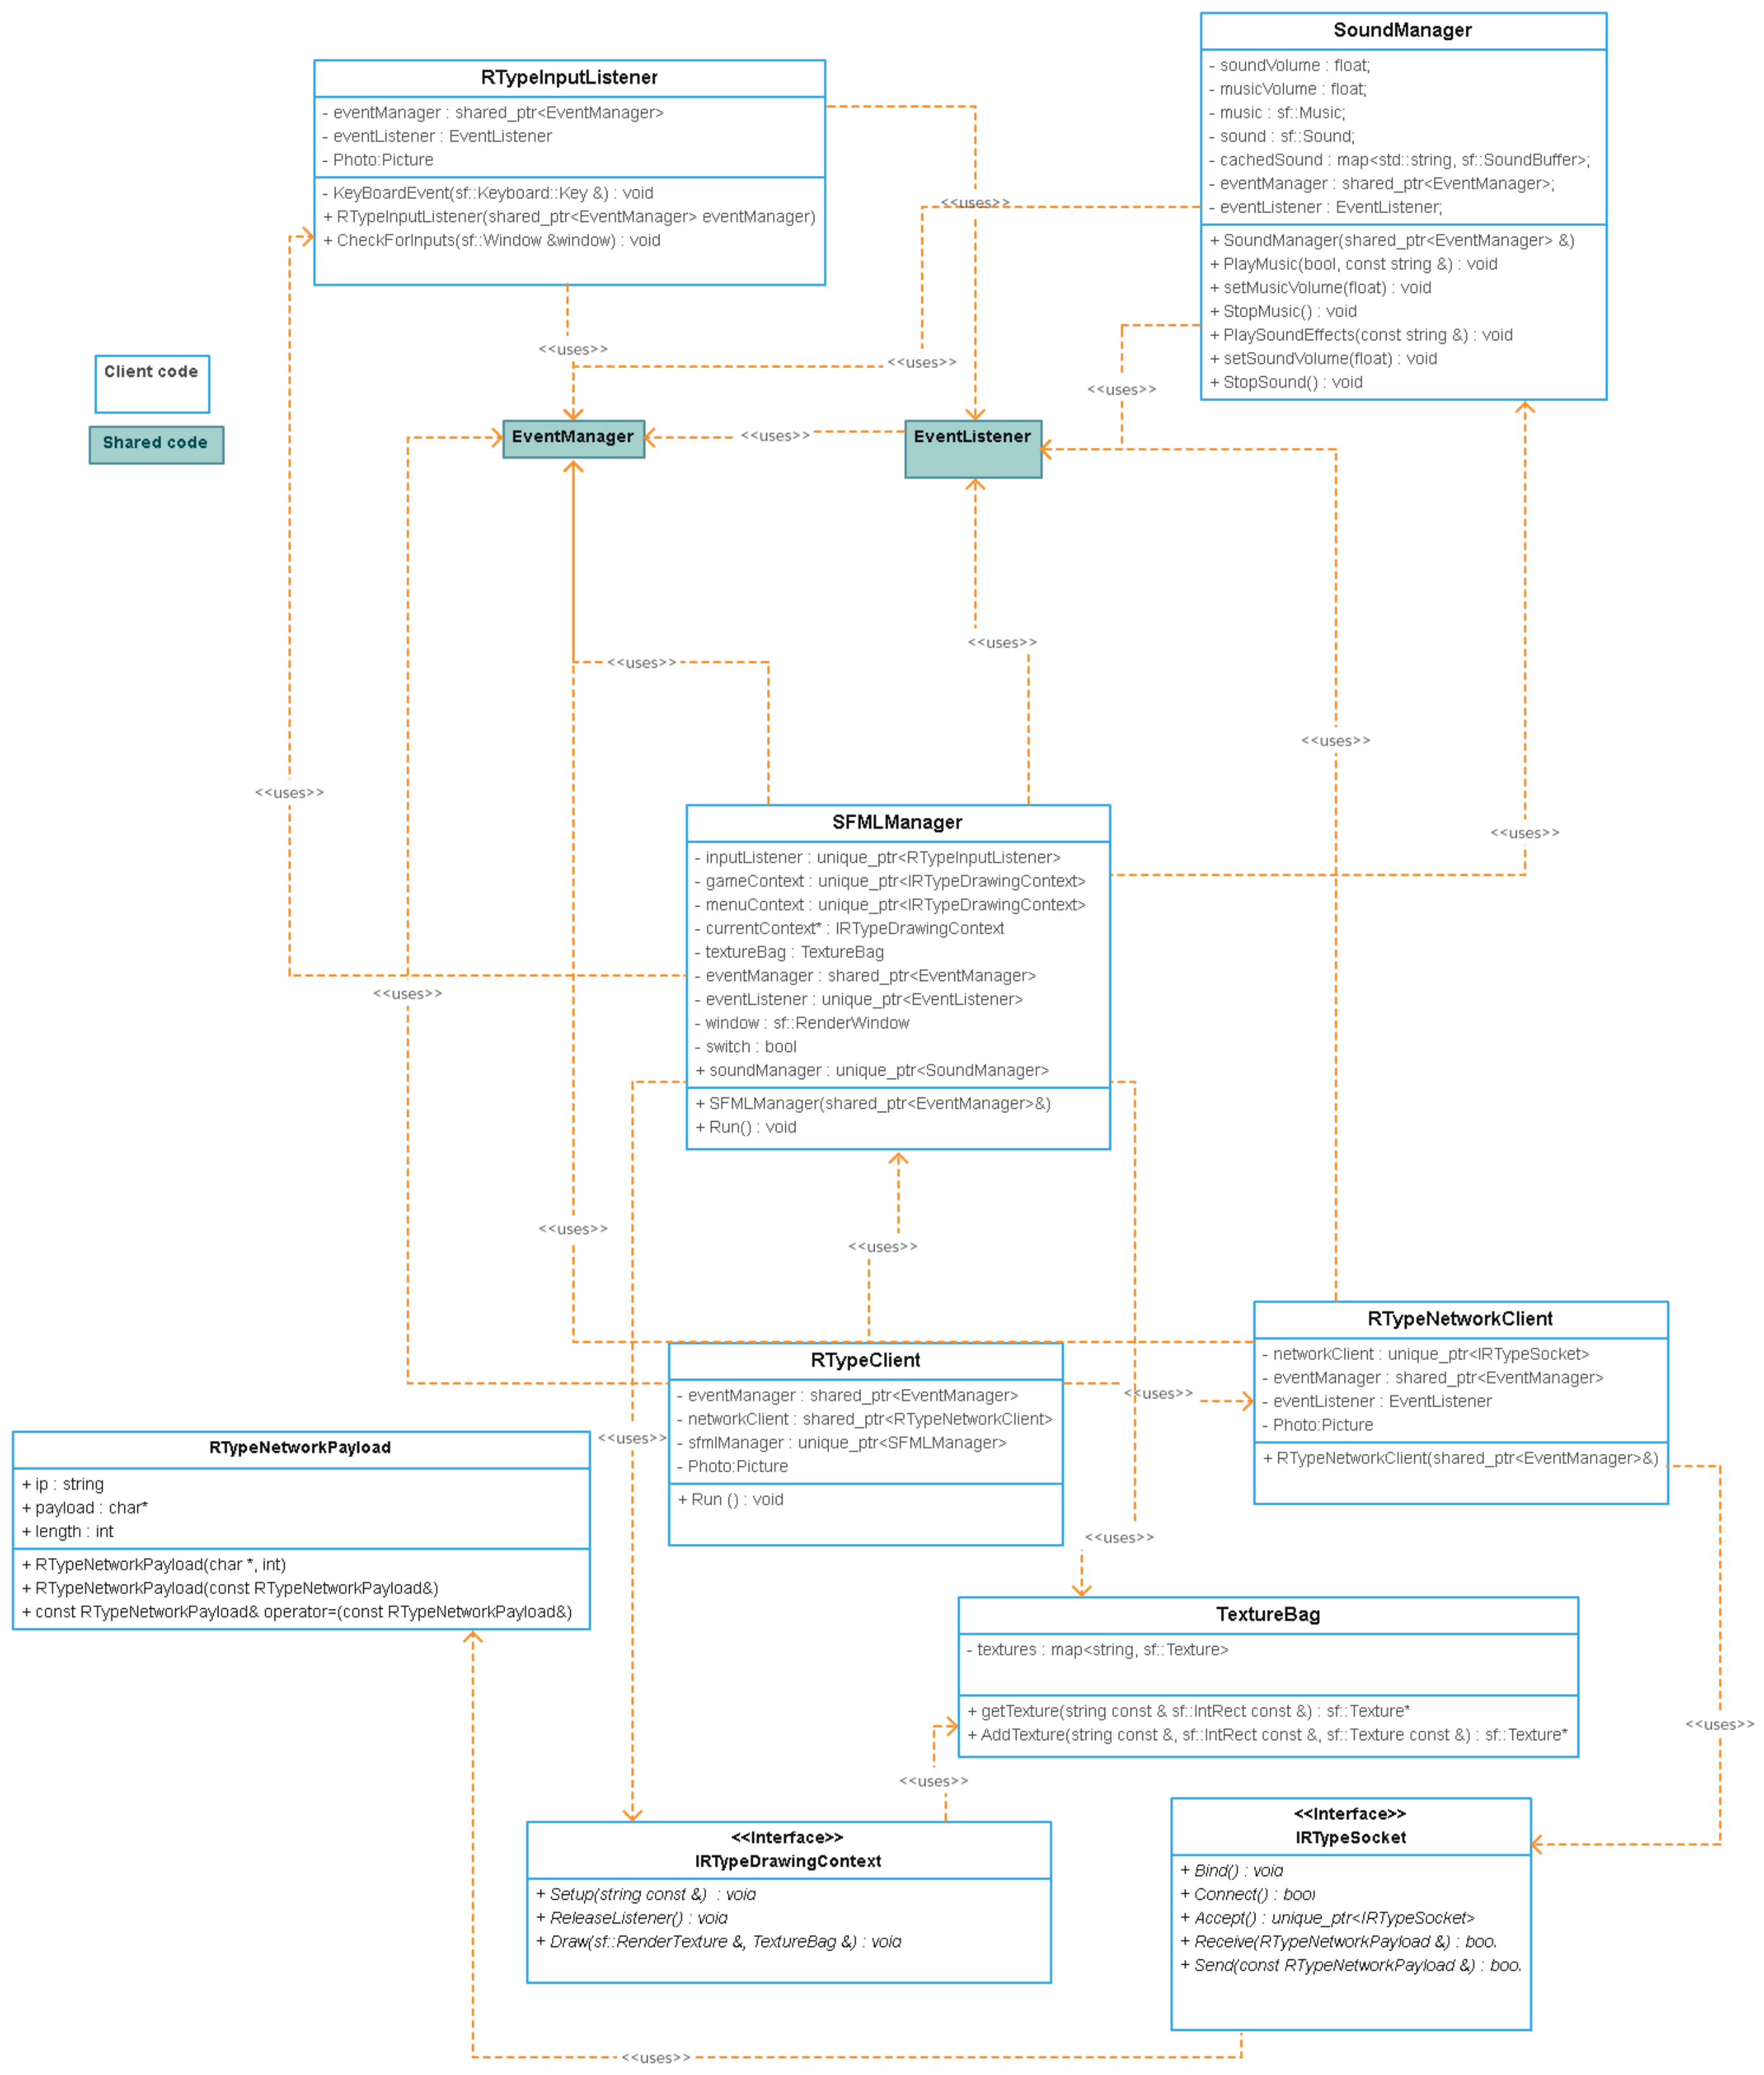 SoundManager
- soundVolume : float;
- musicVolume : float;
- music : sf::Music;
- sound : sf::Sound;
- cachedSound : map<std::string, sf::SoundBuffer>;
- eventManager : shared_ptr<EventManager>;
- eventListener : EventListener;
+ SoundManager(shared_ptr<EventManager> &)
+ PlayMusic(bool, const string &) : void
+ setMusicVolume(float) : void
+ StopMusic() : void
+ PlaySoundEffects(const string &) : void
+ setSoundVolume(float) : void
+ StopSound() : void
RTypeInputListener
- eventManager : shared_ptr<EventManager>
- eventListener : EventListener
- Photo:Picture
- KeyBoardEvent(sf::Keyboard::Key &) : void
+ RTypeInputListener(shared_ptr<EventManager> eventManager)
+ CheckForInputs(sf::Window &window) : void
<<uses>>
<<uses>>
<<uses>>
<<uses>>
Client code
Shared code
EventManager
<<uses>>
EventListener
<<uses>>
<<uses>>
<<uses>>
<<uses>>
<<uses>>
SFMLManager
- inputListener : unique_ptr<RTypeInputListener>
- gameContext : unique_ptr<IRTypeDrawingContext>
- menuContext : unique_ptr<IRTypeDrawingContext>
- currentContext* : IRTypeDrawingContext
- textureBag : TextureBag
- eventManager : shared_ptr<EventManager>
- eventListener : unique_ptr<EventListener>
- window : sf::RenderWindow
- switch : bool
+ soundManager : unique_ptr<SoundManager>
+ SFMLManager(shared_ptr<EventManager>&)
+ Run() : void
<<uses>>
<<uses>>
<<uses>>
RTypeClient
- eventManager : shared_ptr<EventManager>
- networkClient : shared_ptr<RTypeNetworkClient>
- sfmlManager : unique_ptr<SFMLManager>
- Photo:Picture
+ Run () : void
<<uses>>
RTypeNetworkClient
- networkClient : unique_ptr<IRTypeSocket>
- eventManager : shared_ptr<EventManager>
- eventListener : EventListener
- Photo:Picture
+ RTypeNetworkClient(shared_ptr<EventManager>&)
<<uses>>
RTypeNetworkPayload
+ ip : string
+ payload : char*
+ length : int
+ RTypeNetworkPayload(char *, int)
+ RTypeNetworkPayload(const RTypeNetworkPayload&)
+ const RTypeNetworkPayload& operator=(const RTypeNetworkPayload&)
<<uses>>
TextureBag
- textures : map<string, sf::Texture>
+ getTexture(string const & sf::IntRect const &) : sf::Texture*
+ AddTexture(string const &, sf::IntRect const &, sf::Texture const &) : sf::Texture*
<<uses>>
<<uses>>
<<Interface>>
IRTypeDrawingContext
+ Setup(string const &) : void
+ ReleaseListener() : void
+ Draw(sf::RenderTexture &, TextureBag &) : void
<<Interface>>
IRTypeSocket
+ Bind() : void
+ Connect() : bool
+ Accept() : unique_ptr<IRTypeSocket>
+ Receive(RTypeNetworkPayload &) : boo.
+ Send(const RTypeNetworkPayload &) : boo.
<<uses>>